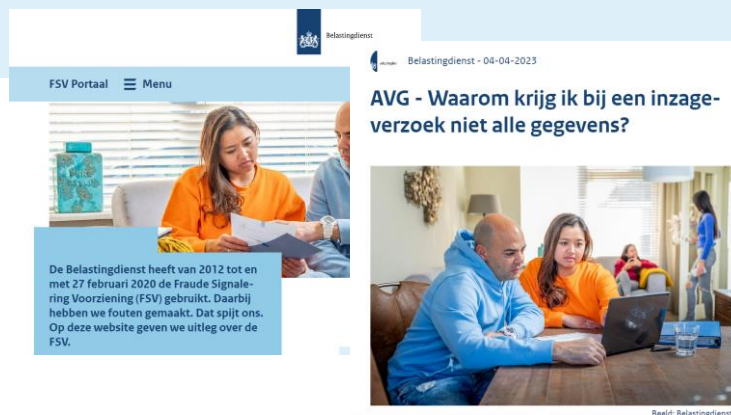 Belastingdienst
FSV Portaal
Menu
De Belastingdienst heeft van 2012 tot en
met 27 februari 2020 de Fraude Signale-
ring Voorziening (FSV) gebruikt. Daarbij
hebben we fouten gemaakt. Dat spijt ons.
Op deze website geven we uitleg over de
FSV.
Belastingdienst - 04-04-2023
AVG - Waarom krijg ik bij een inzage-
verzoek niet alle gegevens?
Beeld: Belastingdienst